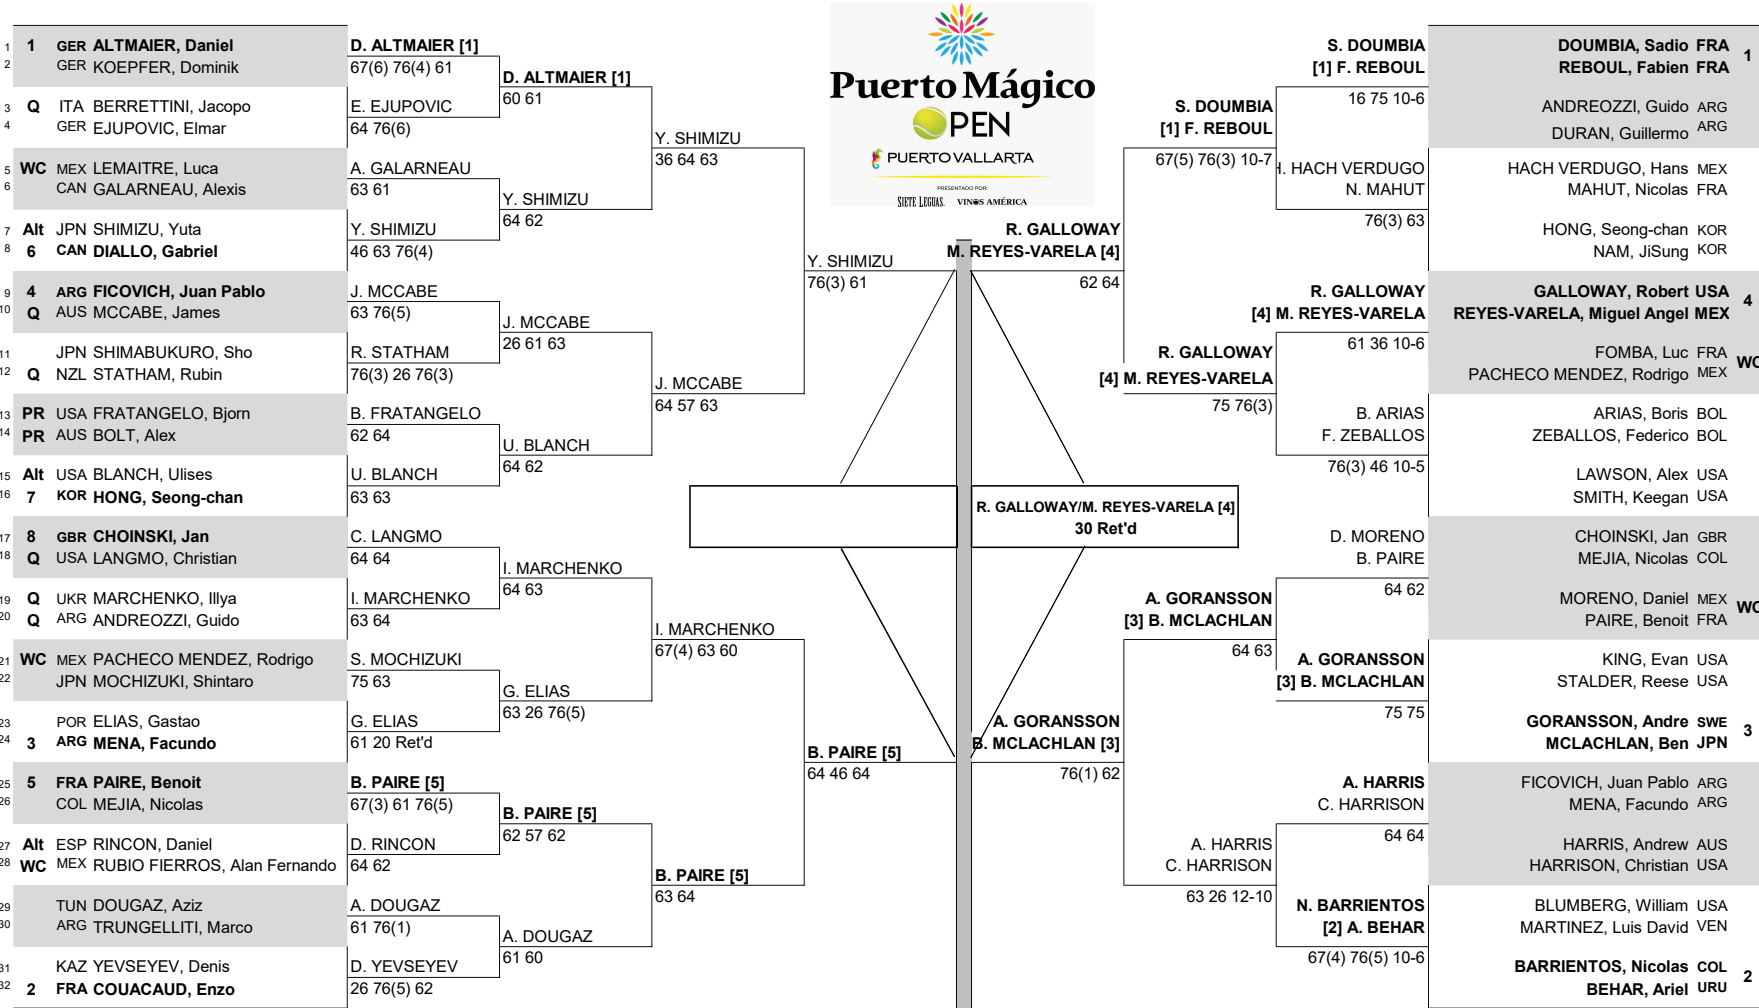 Puerto Mágico
OPEN
PUERTO VALLARTA
PRESENTADO POR:
SIETE LEGUAS. VINOS AMÉRICA
1 1 GER ALTMAIER, Daniel
2 GER KOEPFER, Dominik
3 Q ITA BERRETTINI, Jacopo
4 GER EJUPOVIC, Elmar
5 WC MEX LEMAITRE, Luca
6 CAN GALARNEAU, Alexis
7 Alt JPN SHIMIZU, Yuta
8 6 CAN DIALLO, Gabriel
9 4 ARG FICOVICH, Juan Pablo
10 Q AUS MCCABE, James
11 JPN SHIMABUKURO, Sho
12 Q NZL STATHAM, Rubin
13 PR USA FRATANGELO, Bjorn
14 PR AUS BOLT, Alex
15 Alt USA BLANCH, Ulises
16 7 KOR HONG, Seong-chan
17 8 GBR CHOINSKI, Jan
18 Q USA LANGMO, Christian
19 Q UKR MARCHENKO, Illya
20 Q ARG ANDREOZZI, Guido
21 WC MEX PACHECO MENDEZ, Rodrigo
22 JPN MOCHIZUKI, Shintaro
23 POR ELIAS, Gastao
24 3 ARG MENA, Facundo
25 5 FRA PAIRE, Benoit
26 COL MEJIA, Nicolas
27 Alt ESP RINCON, Daniel
28 WC MEX RUBIO FIERROS, Alan Fernando
29 TUN DOUGAZ, Aziz
30 ARG TRUNGELLITI, Marco
31 KAZ YEVSEYEV, Denis
32 2 FRA COUACAUD, Enzo
D. ALTMAIER [1]
67(6) 76(4) 61
E. EJUPOVIC
64 76(6)
A. GALARNEAU
63 61
Y. SHIMIZU
46 63 76(4)
J. MCCABE
63 76(5)
R. STATHAM
76(3) 26 76(3)
B. FRATANGELO
62 64
U. BLANCH
63 63
C. LANGMO
64 64
I. MARCHENKO
63 64
S. MOCHIZUKI
75 63
G. ELIAS
61 20 Ret'd
B. PAIRE [5]
67(3) 61 76(5)
D. RINCON
64 62
A. DOUGAZ
61 76(1)
D. YEVSEYEV
26 76(5) 62
D. ALTMAIER [1]
60 61
Y. SHIMIZU
64 62
J. MCCABE
26 61 63
U. BLANCH
64 62
I. MARCHENKO
64 63
G. ELIAS
63 26 76(5)
B. PAIRE [5]
62 57 62
A. DOUGAZ
61 60
Y. SHIMIZU
36 64 63
J. MCCABE
64 57 63
I. MARCHENKO
67(4) 63 60
B. PAIRE [5]
63 64
Y. SHIMIZU
76(3) 61
B. PAIRE [5]
64 46 64
R. GALLOWAY
M. REYES-VARELA [4]
62 64
R. GALLOWAY/M. REYES-VARELA [4]
30 Ret'd
A. GORANSSON
B. MCLACHLAN [3]
76(1) 62
S. DOUMBIA
[1] F. REBOUL
67(5) 76(3) 10-7
R. GALLOWAY
[4] M. REYES-VARELA
75 76(3)
A. GORANSSON
[3] B. MCLACHLAN
64 63
A. HARRIS
C. HARRISON
63 26 12-10
S. DOUMBIA
[1] F. REBOUL
16 75 10-6
H. HACH VERDUGO
N. MAHUT
76(3) 63
R. GALLOWAY
[4] M. REYES-VARELA
61 36 10-6
B. ARIAS
F. ZEBALLOS
76(3) 46 10-5
D. MORENO
B. PAIRE
64 62
A. GORANSSON
[3] B. MCLACHLAN
75 75
A. HARRIS
C. HARRISON
64 64
N. BARRIENTOS
[2] A. BEHAR
67(4) 76(5) 10-6
DOUMBIA, Sadio FRA 1
REBOUL, Fabien FRA
ANDREOZZI, Guido ARG
DURAN, Guillermo ARG
HACH VERDUGO, Hans MEX
MAHUT, Nicolas FRA
HONG, Seong-chan KOR
NAM, JiSung KOR
GALLOWAY, Robert USA 4
REYES-VARELA, Miguel Angel MEX
FOMBA, Luc FRA WC
PACHECO MENDEZ, Rodrigo MEX
ARIAS, Boris BOL
ZEBALLOS, Federico BOL
LAWSON, Alex USA
SMITH, Keegan USA
CHOINSKI, Jan GBR
MEJIA, Nicolas COL
MORENO, Daniel MEX WC
PAIRE, Benoit FRA
KING, Evan USA
STALDER, Reese USA
GORANSSON, Andre SWE 3
MCLACHLAN, Ben JPN
FICOVICH, Juan Pablo ARG
MENA, Facundo ARG
HARRIS, Andrew AUS
HARRISON, Christian USA
BLUMBERG, William USA
MARTINEZ, Luis David VEN
BARRIENTOS, Nicolas COL 2
BEHAR, Ariel URU